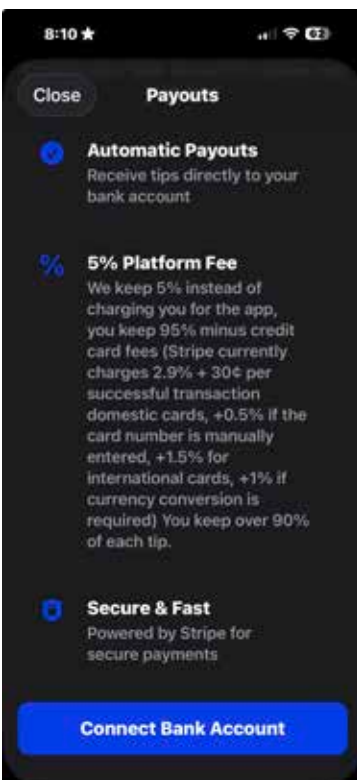 8:10
Close
Payouts
Automatic Payouts
Receive tips directly to your
bank account
5% Platform Fee
We keep 5% instead of
charging you for the app,
you keep 95% minus credit
card fees (Stripe currently
charges 2.9% + 30¢ per
successful transaction
domestic cards, +0.5% if the
card number is manually
entered, +1.5% for
international cards, +1% if
currency conversion is
required) You keep over 90%
of each tip.
Secure & Fast
Powered by Stripe for
secure payments
Connect Bank Account